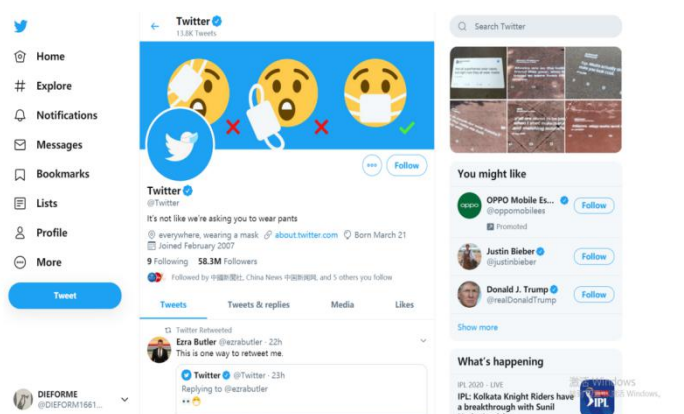 Home
Explore
Notifications
Messages
Bookmarks
Lists
Profile
More
Tweet
DIEFORME
@DIEFORM1661...
Twitter
13.8K Tweets
Follow
Twitter
@Twitter
It's not like we're asking you to wear pants
everywhere, wearing a mask about.twitter.com Born March 21
Joined February 2007
9 Following 58.3M Followers
Followed by 中國新聞社, China News 中国新闻网, and 5 others you follow
Tweets Tweets & replies Media Likes
Twitter Retweeted
Ezra Butler @ezrabutler · 22h
This is one way to retweet me.
Twitter @Twitter · 23h
Replying to @ezrabutler
Search Twitter
You might like
oppo
OPPO Mobile Es...
@oppomobilees
Follow
Promoted
Justin Bieber
@justinbieber
Follow
Donald J. Trump
@realDonaldTrump
Follow
Show more
What's happening
IPL 2020 · LIVE
IPL: Kolkata Knight Riders have
a breakthrough with Sunil
IPL
激活 Windows
Windows,